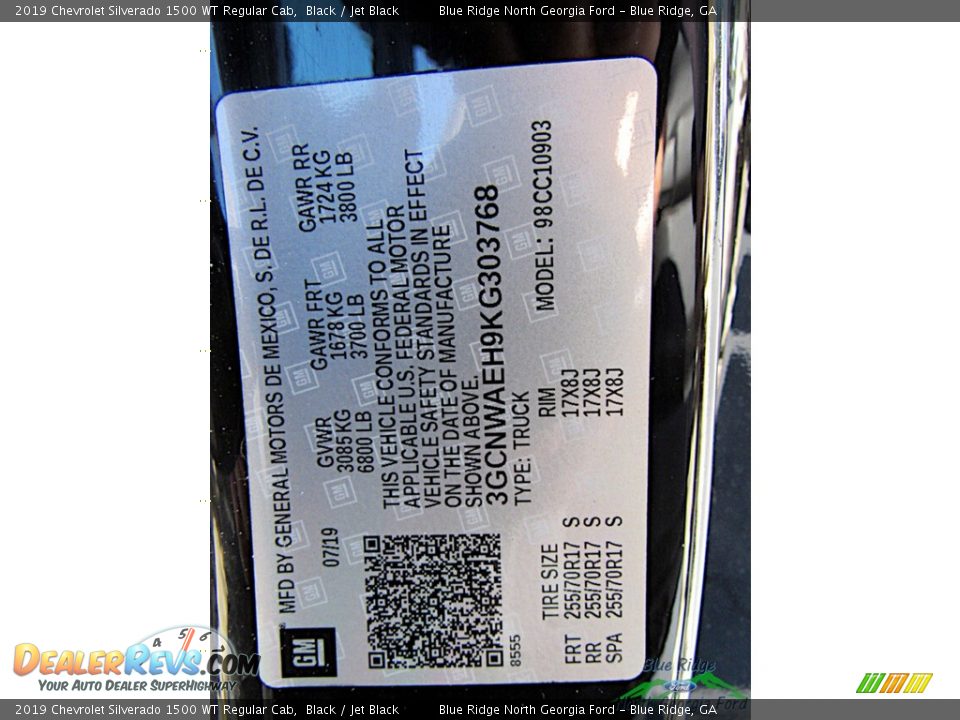 2019 Chevrolet Silverado 1500 WT Regular Cab, Black / Jet Black Blue Ridge North Georgia Ford - Blue Ridge, GA
MFD BY GENERAL MOTORS DE MEXICO, S. DE R.L. DE C.V.
07/19 GVWR GAWR FRT GAWR RR
3085 KG 1678 KG 1724 KG
6800 LB 3700 LB 3800 LB
THIS VEHICLE CONFORMS TO ALL
APPLICABLE U.S. FEDERAL MOTOR
VEHICLE SAFETY STANDARDS IN EFFECT
ON THE DATE OF MANUFACTURE
SHOWN ABOVE.
3GCNWAEH9KG303768
TYPE: TRUCK MODEL: 98CC10903
GM
8555
TIRE SIZE RIM
FRT 255/70R17 S 17X8J
RR 255/70R17 S 17X8J
SPA 255/70R17 S 17X8J
4 5 6
DEALERREVS.COM
YOUR AUTO DEALER SUPERHIGHWAY
Blue Ridge
Ford
North Georgia Ford
2019 Chevrolet Silverado 1500 WT Regular Cab, Black / Jet Black Blue Ridge North Georgia Ford - Blue Ridge, GA